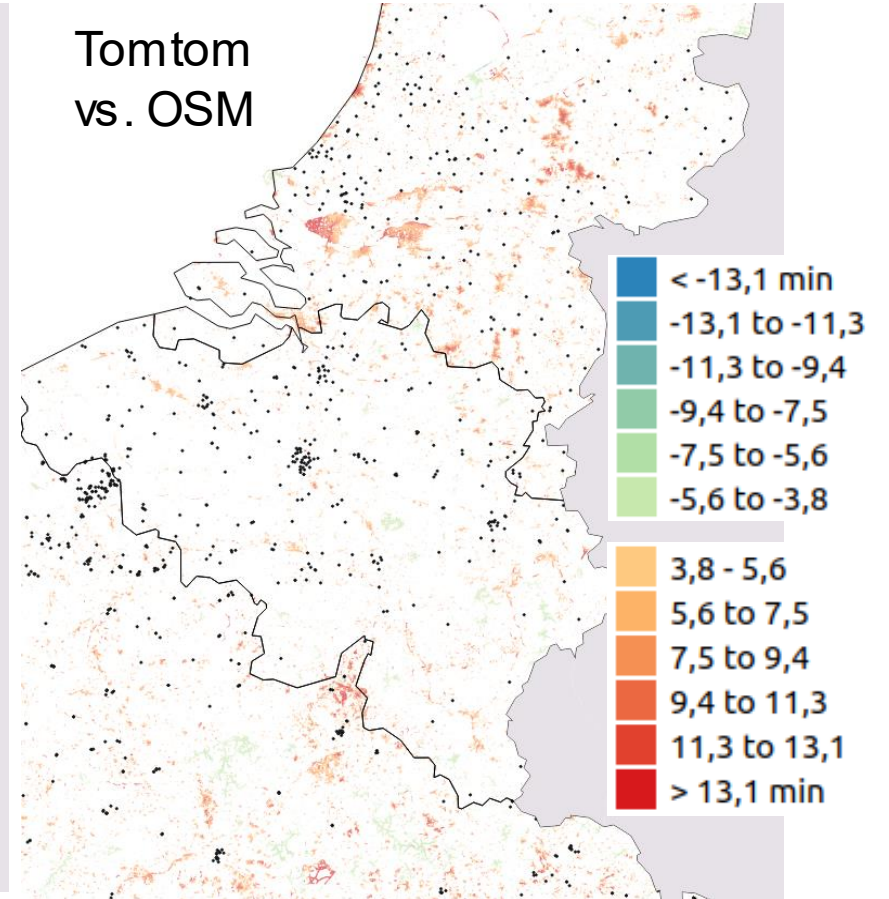 Tomtom
vs. OSM
< -13,1 min
-13,1 to -11,3
-11,3 to -9,4
-9,4 to -7,5
-7,5 to -5,6
-5,6 to -3,8
3,8 - 5,6
5,6 to 7,5
7,5 to 9,4
9,4 to 11,3
11,3 to 13,1
> 13,1 min